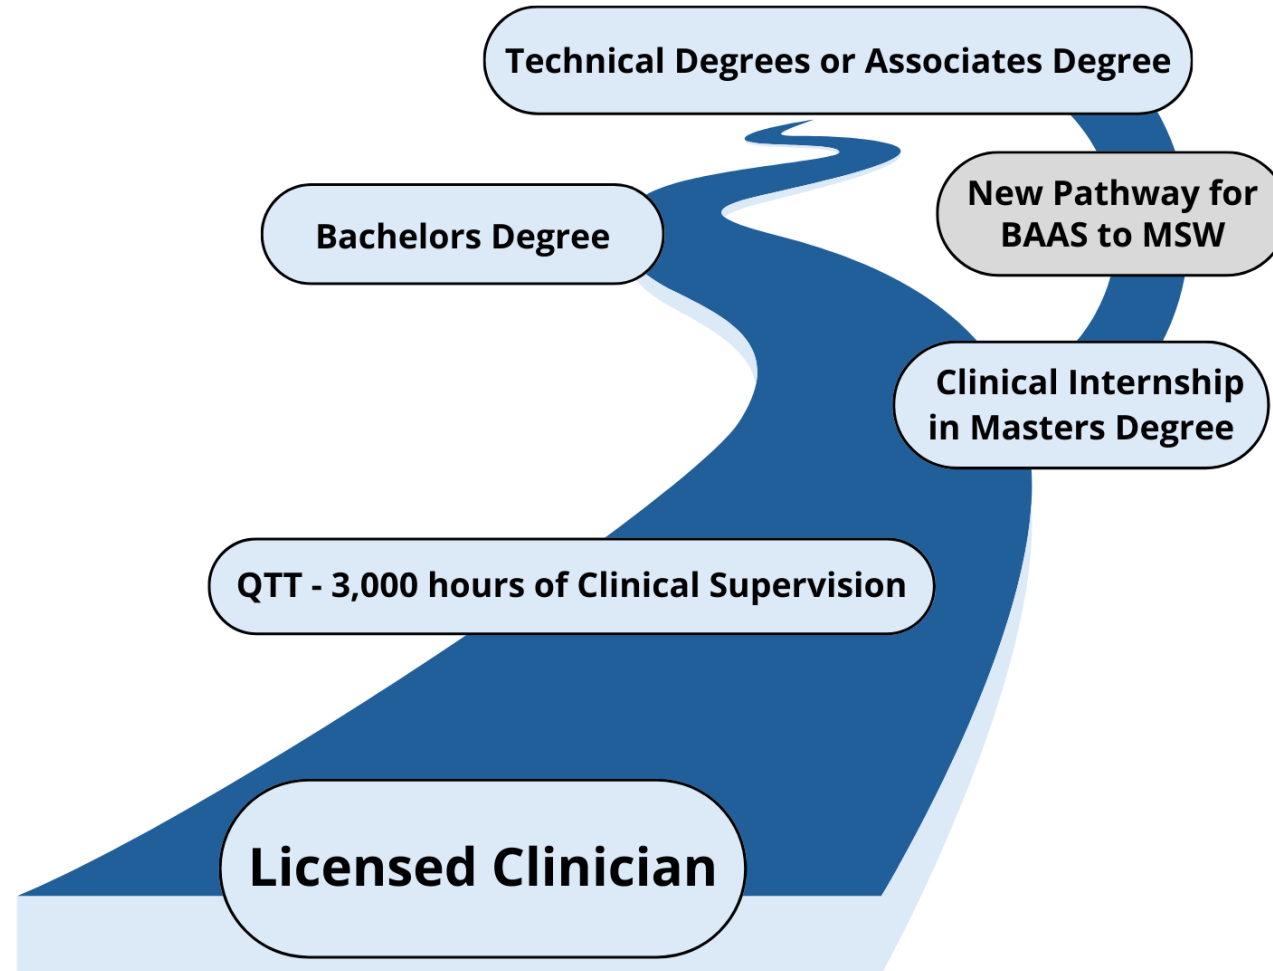 Technical Degrees or Associates Degree
New Pathway for
BAAS to MSW
Bachelors Degree
Clinical Internship
in Masters Degree
QTT - 3,000 hours of Clinical Supervision
Licensed Clinician